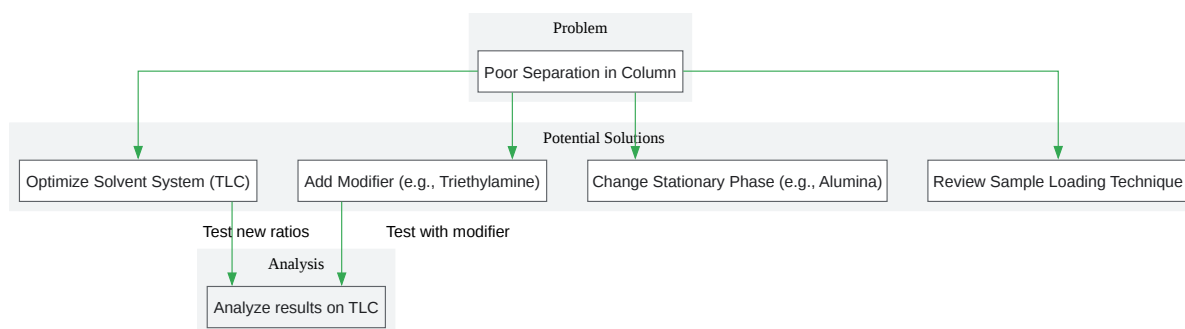 Problem
Poor Separation in Column
Potential Solutions
Optimize Solvent System (TLC)
Add Modifier (e.g., Triethylamine)
Change Stationary Phase (e.g., Alumina)
Review Sample Loading Technique
Test new ratios
Test with modifier
Analysis
Analyze results on TLC